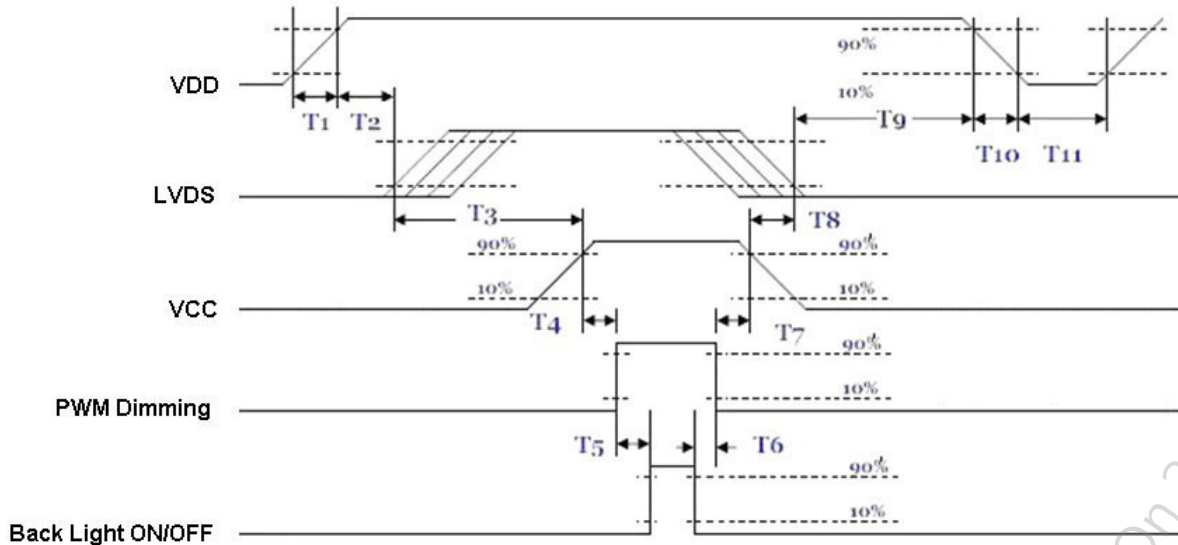 90%
VDD
10%
T1 T2 T9
T10 T11
LVDS
T3 T8
90% 90%
10% 10%
VCC
T4 T7
90%
10%
PWM Dimming
T5 T6
90%
10%
Back Light ON/OFF
On